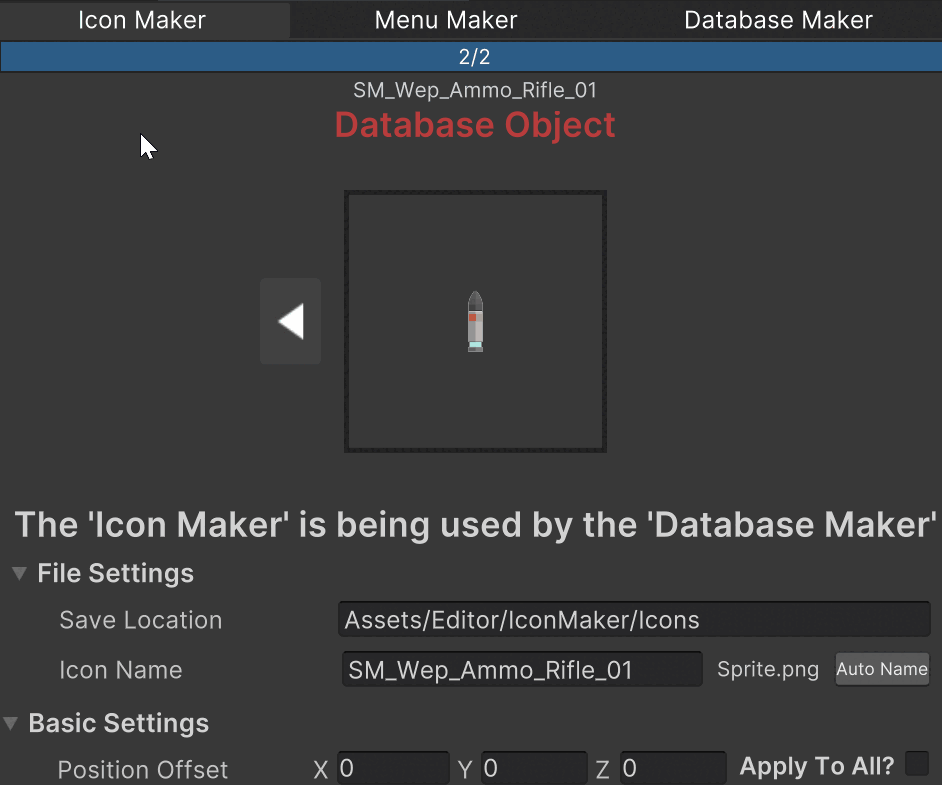 Icon Maker Menu Maker Database Maker
2/2
SM_Wep_Ammo_Rifle_01
Database Object
The 'Icon Maker' is being used by the 'Database Maker'
File Settings
Save Location Assets/Editor/IconMaker/Icons
Icon Name SM_Wep_Ammo_Rifle_01 Sprite.png Auto Name
Basic Settings
Position Offset X 0 Y 0 Z 0 Apply To All?